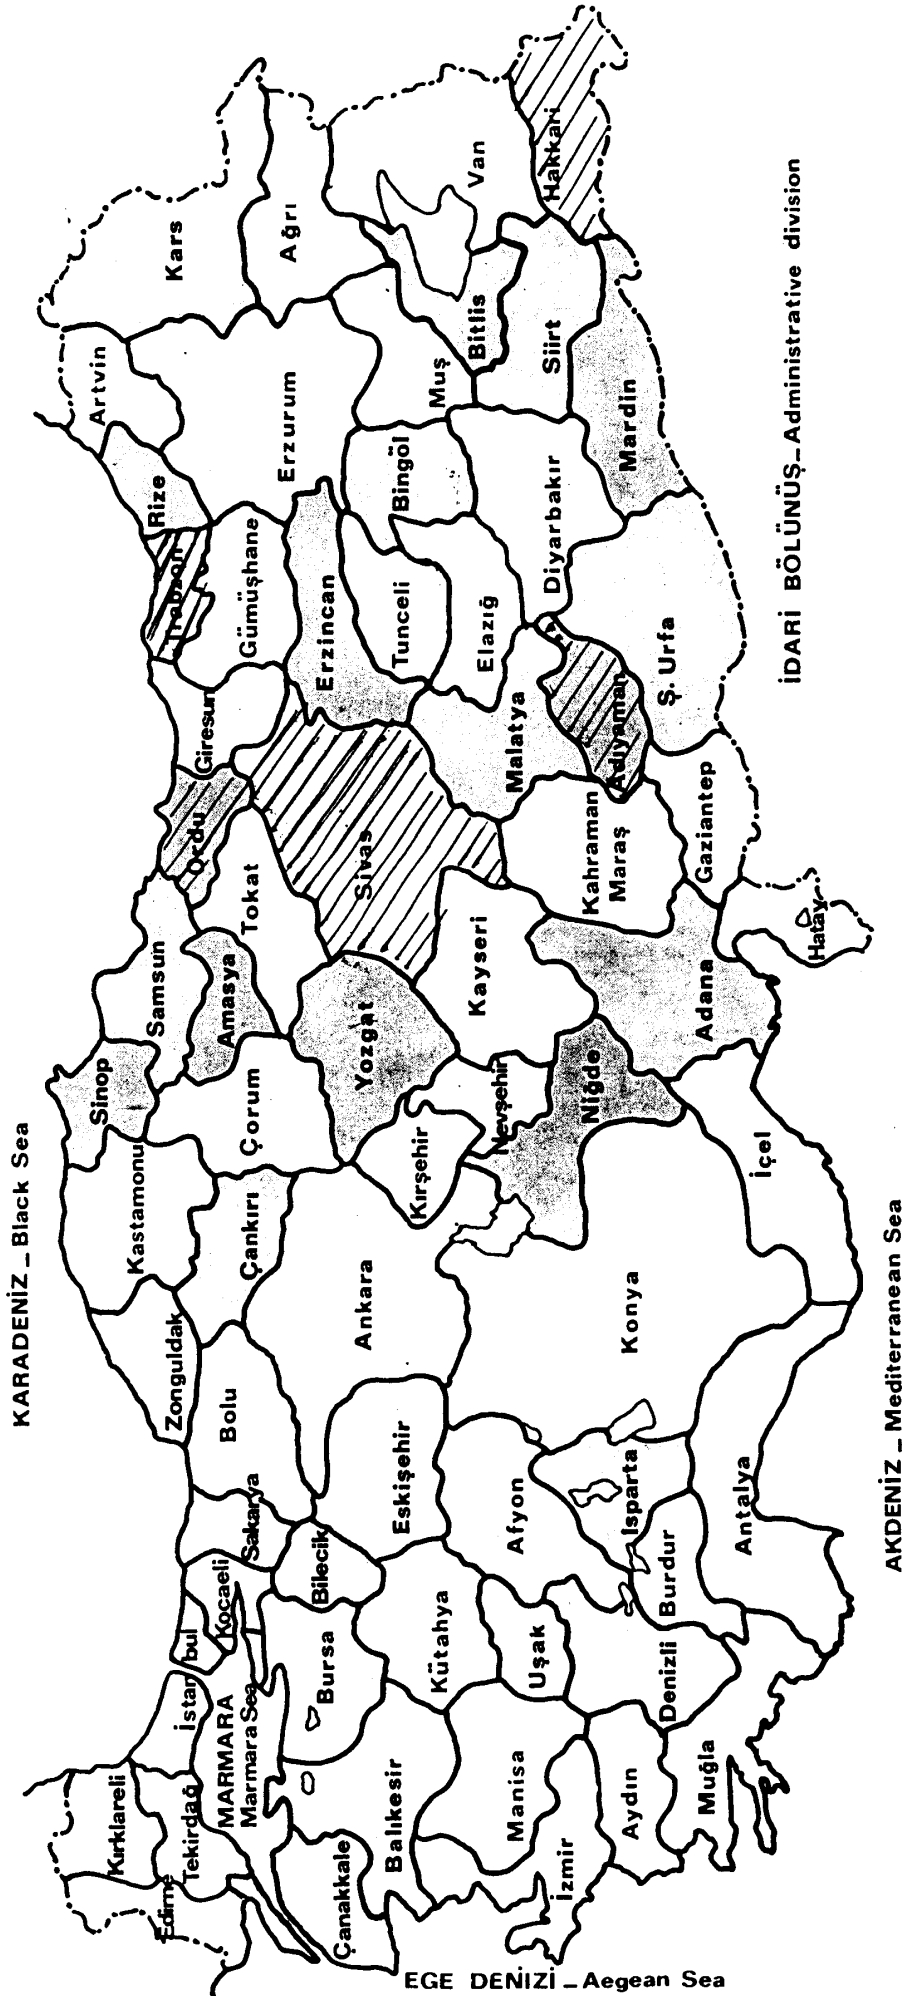 KARADENİZ _ Black Sea
Kırklareli
Edirne
Tekirdağ
İstan
bul
Kocaeli
Sakarya
MARMARA
Marmara Sea
Çanakkale
Balıkesir
Bursa
Bilecik
Bolu
Zonguldak
Kastamonu
Sinop
Çankırı
Çorum
Samsun
Amasya
Tokat
Ordu
Giresun
Trabzon
Gümüşhane
Rize
Artvin
Kars
Ağrı
Erzurum
Erzincan
Sivas
Yozgat
Kırşehir
Ankara
Eskişehir
Kütahya
Manisa
Uşak
Afyon
İzmir
Aydın
Denizli
Muğla
Burdur
Isparta
Antalya
Konya
İçel
Niğde
Nevşehir
Kayseri
Adana
Kahraman
Maraş
Hatay
Gaziantep
Malatya
Adıyaman
Ş. Urfa
Elazığ
Tunceli
Bingöl
Muş
Diyarbakır
Mardin
Siirt
Bitlis
Van
Hakkari
EGE DENİZİ _ Aegean Sea
AKDENİZ _ Mediterranean Sea
İDARİ BÖLÜNÜŞ _ Administrative division